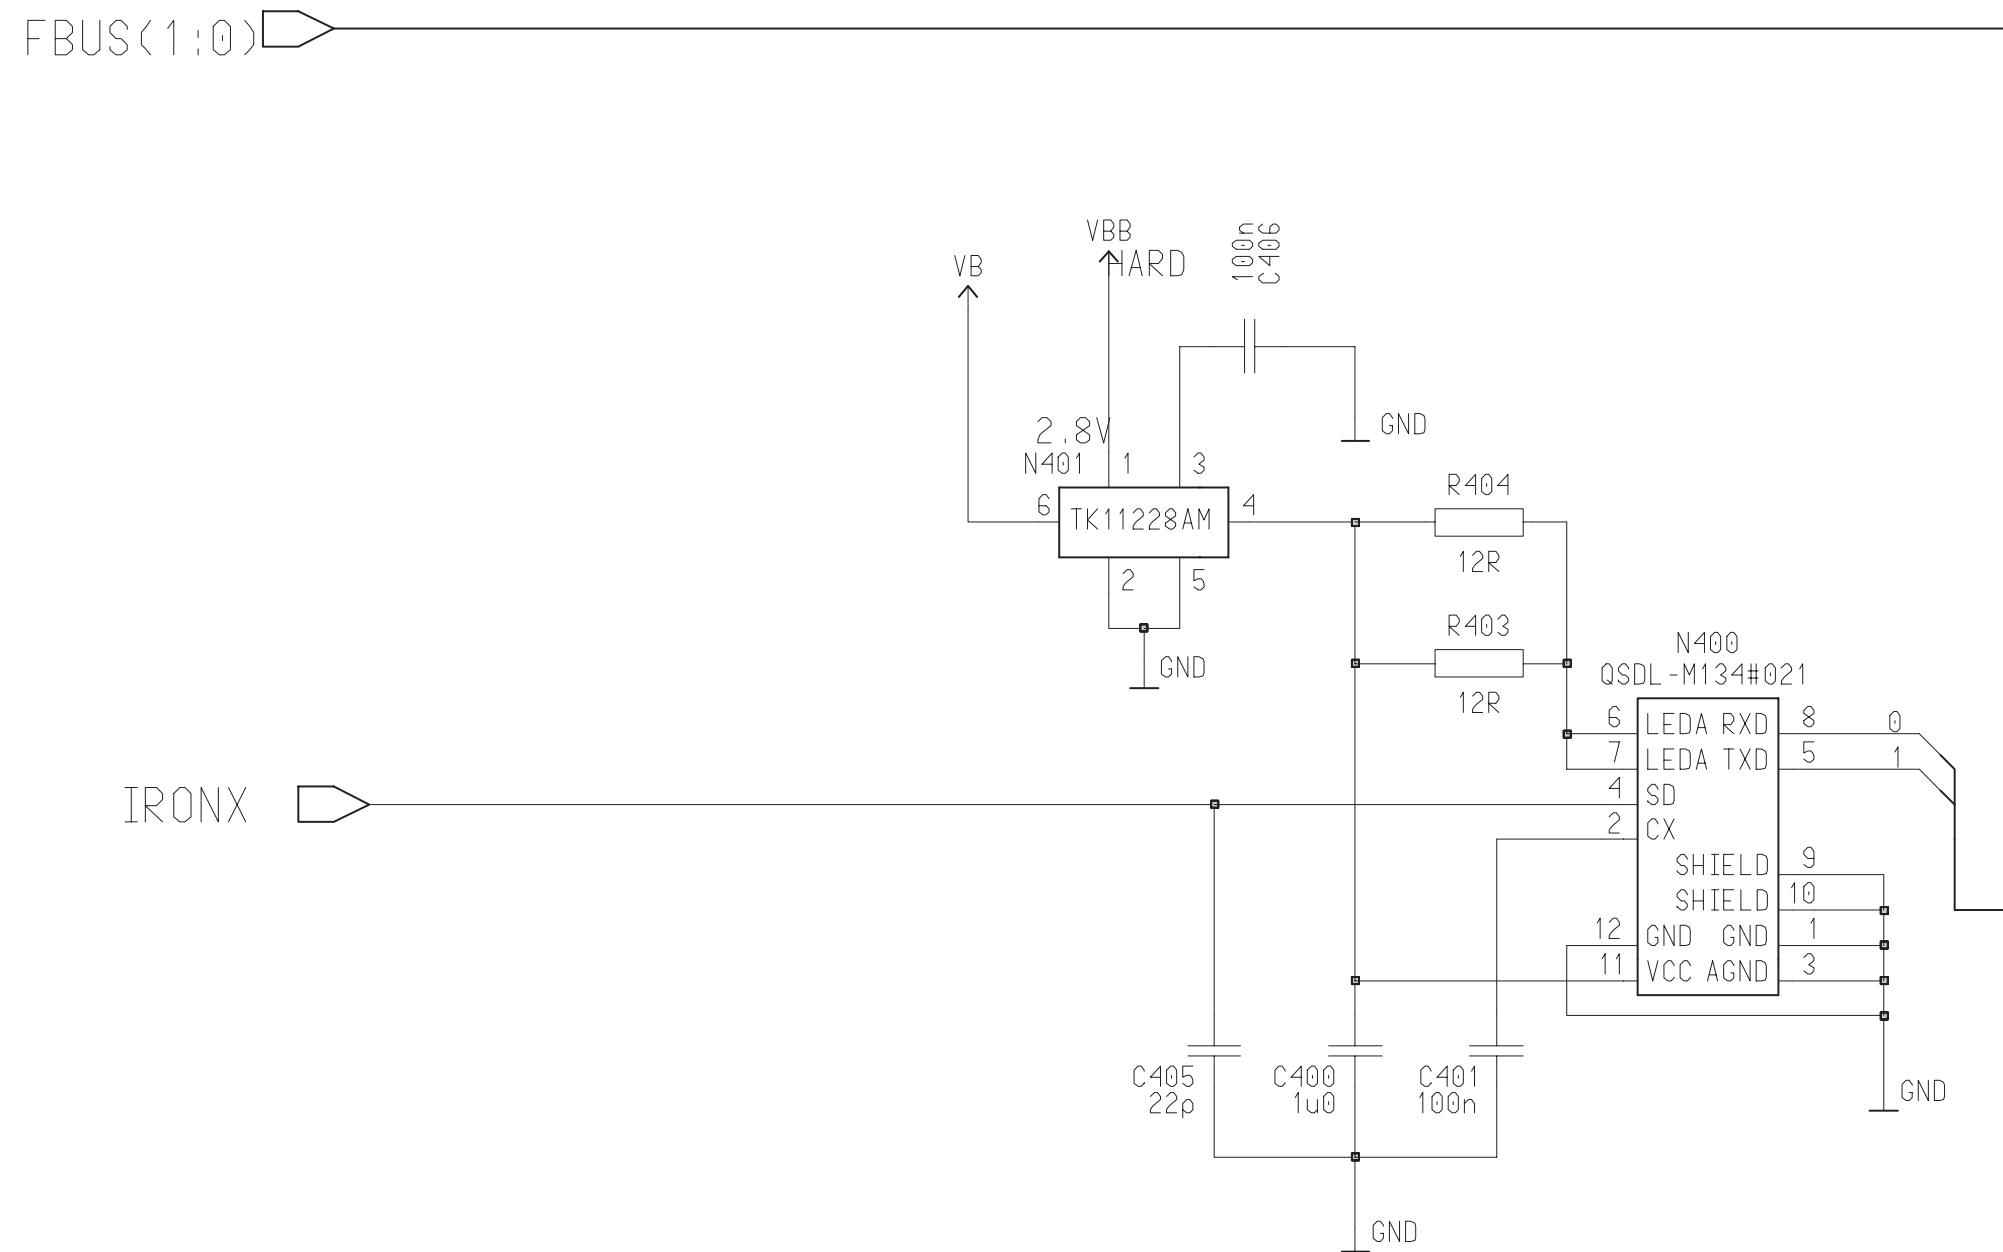 FBUS(1:0)
VBB
HARD
VB
100n
C406
GND
2.8V
N401
1
3
6
TK11228AM
4
2
5
GND
R404
12R
R403
12R
N400
QSDL-M134#021
6 LEDA RXD 8 0
7 LEDA TXD 5 1
IRONX
4 SD
2 CX
SHIELD 9
SHIELD 10
12 GND GND 1
11 VCC AGND 3
C405
22p
C400
1u0
C401
100n
GND
GND